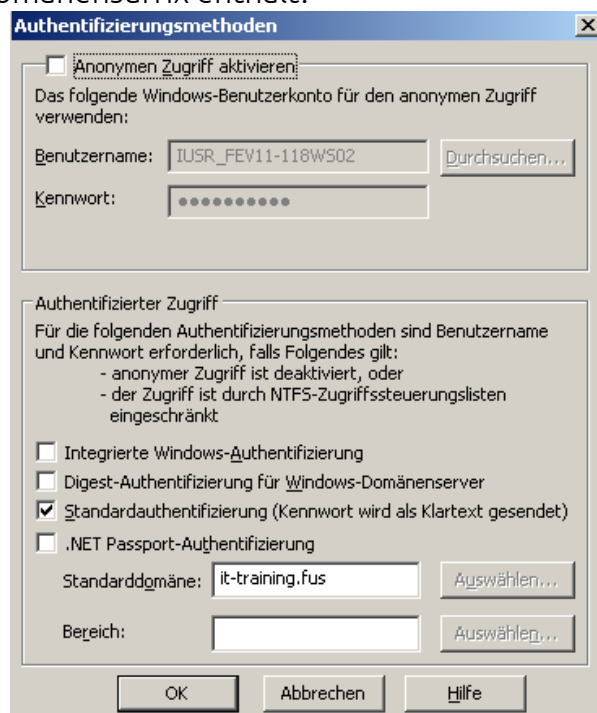 Authentifizierungsmethoden
Anonymen Zugriff aktivieren
Das folgende Windows-Benutzerkonto für den anonymen Zugriff
verwenden:
Benutzername: IUSR_FEV11-118WS02 Durchsuchen...
Kennwort: ●●●●●●●●●●
Authentifizierter Zugriff
Für die folgenden Authentifizierungsmethoden sind Benutzername
und Kennwort erforderlich, falls Folgendes gilt:
- anonymer Zugriff ist deaktiviert, oder
- der Zugriff ist durch NTFS-Zugriffssteuerungslisten
eingeschränkt
Integrierte Windows-Authentifizierung
Digest-Authentifizierung für Windows-Domänenserver
Standardauthentifizierung (Kennwort wird als Klartext gesendet)
.NET Passport-Authentifizierung
Standarddomäne: it-training.fus Auswählen...
Bereich: Auswählen...
OK Abbrechen Hilfe